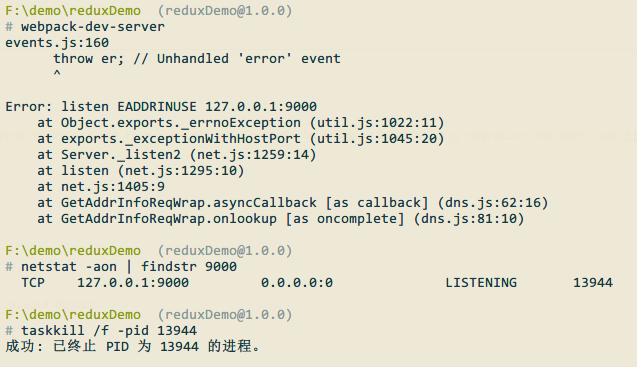 F:\demo\reduxDemo (reduxDemo@1.0.0)
# webpack-dev-server
events.js:160
      throw er; // Unhandled 'error' event
      ^
Error: listen EADDRINUSE 127.0.0.1:9000
    at Object.exports._errnoException (util.js:1022:11)
    at exports._exceptionWithHostPort (util.js:1045:20)
    at Server._listen2 (net.js:1259:14)
    at listen (net.js:1295:10)
    at net.js:1405:9
    at GetAddrInfoReqWrap.asyncCallback [as callback] (dns.js:62:16)
    at GetAddrInfoReqWrap.onlookup [as oncomplete] (dns.js:81:10)
F:\demo\reduxDemo (reduxDemo@1.0.0)
# netstat -aon | findstr 9000
  TCP    127.0.0.1:9000         0.0.0.0:0              LISTENING       13944
F:\demo\reduxDemo (reduxDemo@1.0.0)
# taskkill /f -pid 13944
成功: 已终止 PID 为 13944 的进程。